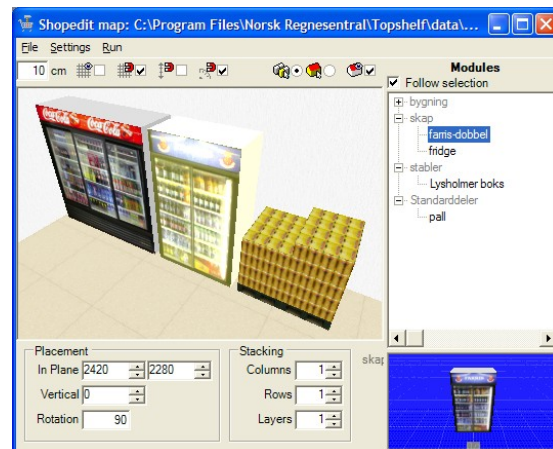 Shopedit map: C:\Program Files\Norsk Regnesentral\Topshelf\data\...
File Settings Run
10 cm
Modules
Follow selection
bygning
skap
farris-dobbel
fridge
stabler
Lysholmer boks
Standarddeler
pall
Coca-Cola Coca-Cola
Placement
In Plane 2420 2280
Vertical 0
Rotation 90
Stacking
Columns 1
Rows 1
Layers 1
skap